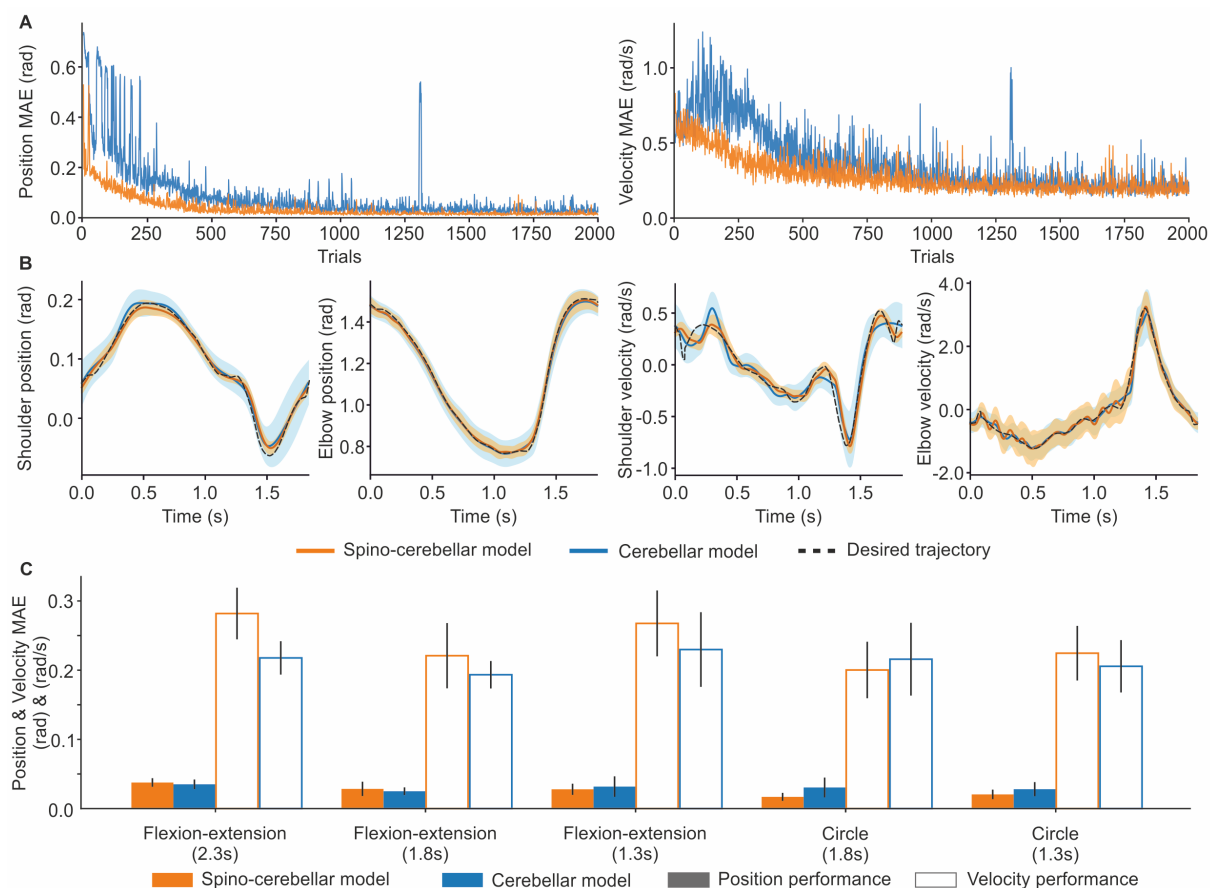 A
Position MAE (rad)
0.6
0.4
0.2
0.0
250
500
750
1000
1250
1500
1750
2000
Trials
Velocity MAE (rad/s)
1.0
0.5
0.0
0
250
500
750
1000
1250
1500
1750
2000
Trials
B
Shoulder position (rad)
0.2
0.1
0.0
0.0
0.5
1.0
1.5
Time (s)
Elbow position (rad)
1.4
1.2
1.0
0.8
0.0
0.5
1.0
1.5
Time (s)
Shoulder velocity (rad/s)
0.5
0.0
-0.5
-1.0
0.0
0.5
1.0
1.5
Time (s)
Elbow velocity (rad/s)
4.0
2.0
0.0
-2.0
0.0
0.5
1.0
1.5
Time (s)
Spino-cerebellar model
Cerebellar model
Desired trajectory
C
Position & Velocity MAE
(rad) & (rad/s)
0.3
0.2
0.1
0.0
Flexion-extension
(2.3s)
Flexion-extension
(1.8s)
Flexion-extension
(1.3s)
Circle
(1.8s)
Circle
(1.3s)
Spino-cerebellar model
Cerebellar model
Position performance
Velocity performance